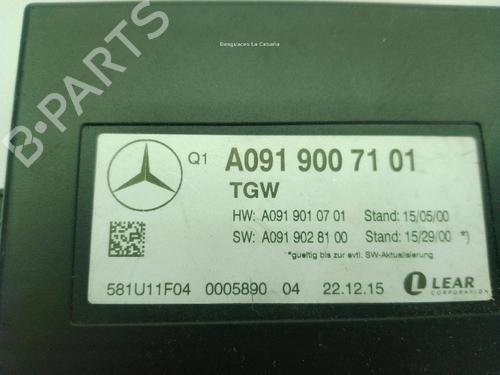 Desguaces La Cabaña
B-PARTS
Q1 A091 900 71 01
TGW
HW: A091 901 07 01 Stand: 15/05/00
SW: A091 902 81 00 Stand: 15/29/00 *)
*gueltig bis zur evtl. SW-Aktualisierung
581U11F04 0005890 04 22.12.15 LEAR
CORPORATION